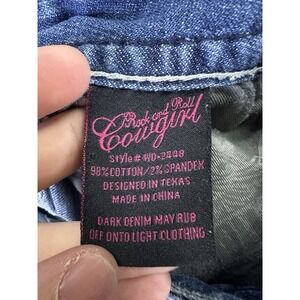 Rock and Roll
Cowgirl
98% COTTON/2% SPANDEX
DESIGNED IN TEXAS
MADE IN CHINA
DARK DENIM MAY RUB
OFF ONTO LIGHT CLOTHING